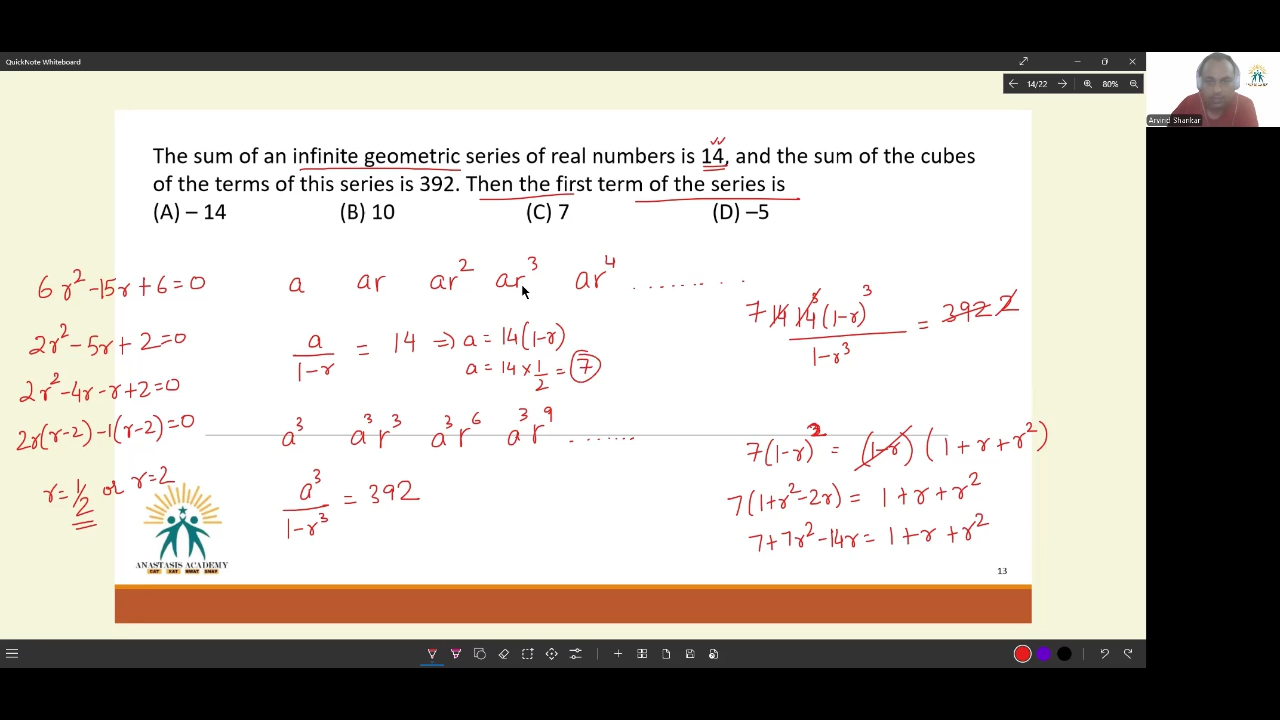 QuickNote Whiteboard
14/22
80%
Arvind Shankar
The sum of an infinite geometric series of real numbers is 14, and the sum of the cubes
of the terms of this series is 392. Then the first term of the series is
(A) – 14 (B) 10 (C) 7 (D) –5
a ar ar² ar³ ar⁴ ..........
a/(1-r) = 14 ⇒ a = 14(1-r)
a = 14 × 1/2 = 7
a³ a³r³ a³r⁶ a³r⁹ .......
a³/(1-r³) = 392
7 14 14³(1-r)³/(1-r³) = 392 2
7(1-r)² = (1-r)(1+r+r²)
7(1+r²-2r) = 1+r+r²
7+7r²-14r = 1+r+r²
6r²-15r+6=0
2r²-5r+2=0
2r²-4r-r+2=0
2r(r-2)-1(r-2)=0
r=1/2 or r=2
ANASTASIS ACADEMY
13